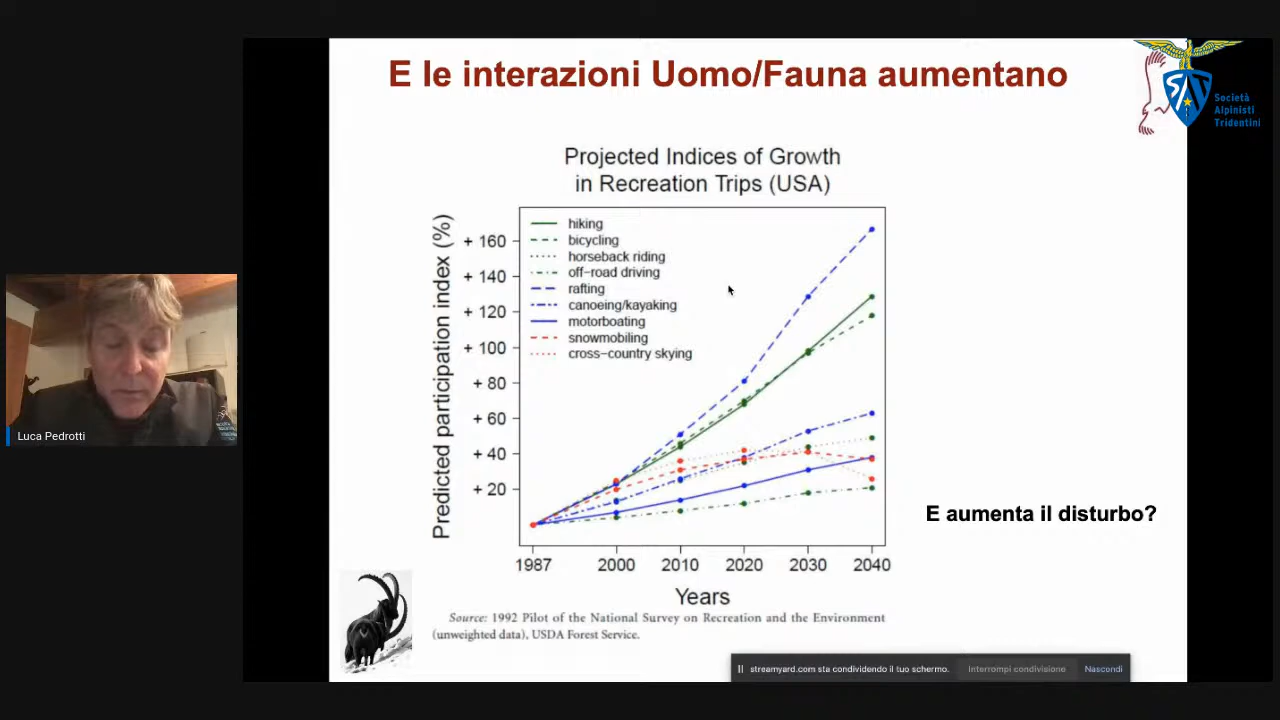 E le interazioni Uomo/Fauna aumentano
SAT
Società
Alpinisti
Tridentini
Projected Indices of Growth
in Recreation Trips (USA)
Predicted participation index (%)
+ 160
+ 140
+ 120
+ 100
+ 80
+ 60
+ 40
+ 20
hiking
bicycling
horseback riding
off-road driving
rafting
canoeing/kayaking
motorboating
snowmobiling
cross-country skying
1987 2000 2010 2020 2030 2040
Years
Source: 1992 Pilot of the National Survey on Recreation and the Environment
(unweighted data), USDA Forest Service.
E aumenta il disturbo?
Luca Pedrotti
streamyard.com sta condividendo il tuo schermo. Interrompi condivisione Nascondi